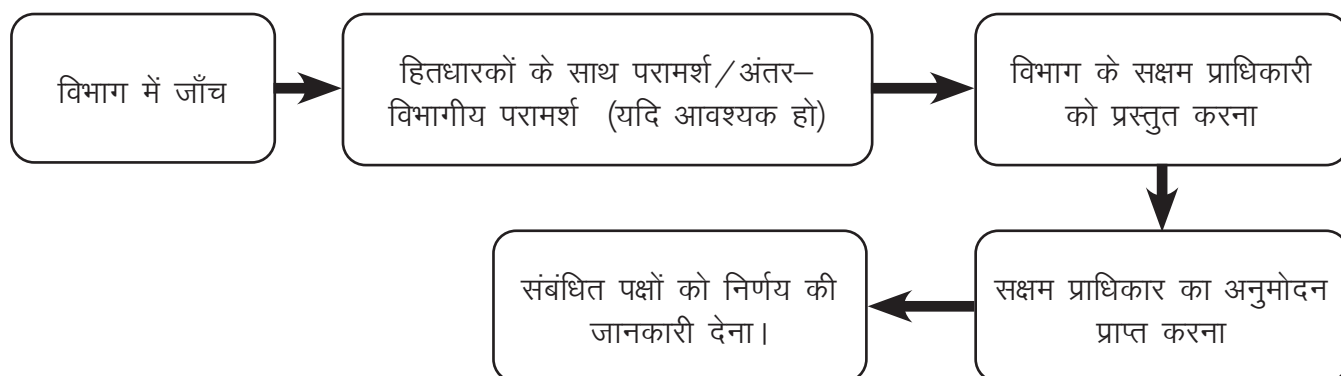 विभाग में जाँच
हितधारकों के साथ परामर्श/अंतर–
विभागीय परामर्श (यदि आवश्यक हो)
विभाग के सक्षम प्राधिकारी
को प्रस्तुत करना
सक्षम प्राधिकार का अनुमोदन
प्राप्त करना
संबंधित पक्षों को निर्णय की
जानकारी देना।